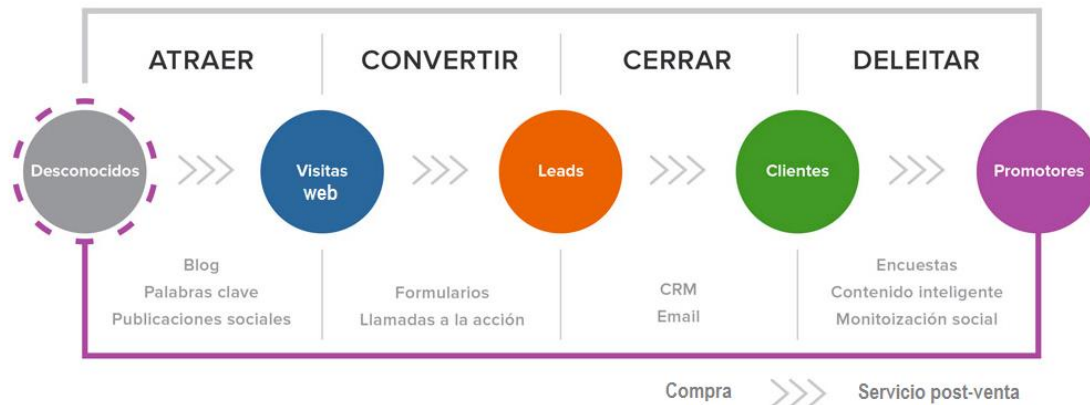 ATRAER
CONVERTIR
CERRAR
DELEITAR
Desconocidos
Visitas
web
Leads
Clientes
Promotores
Blog
Palabras clave
Publicaciones sociales
Formularios
Llamadas a la acción
CRM
Email
Encuestas
Contenido inteligente
Monitoización social
Compra
Servicio post-venta